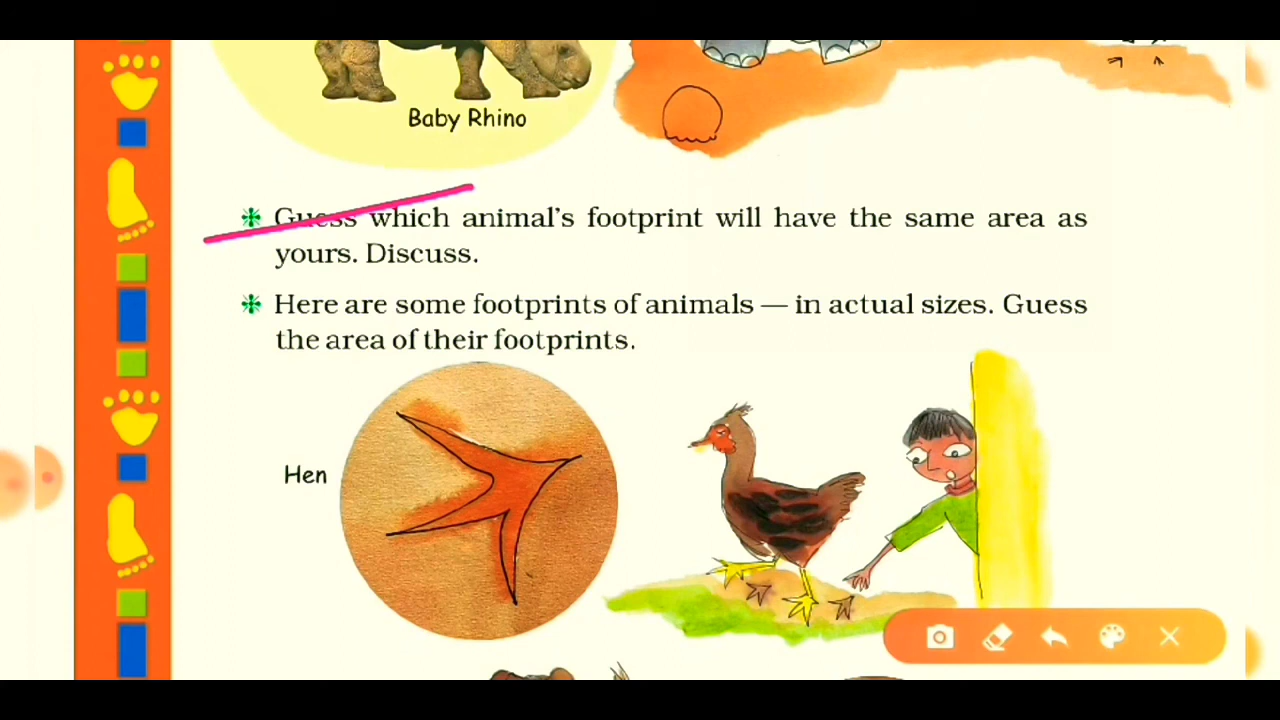 Baby Rhino
Guess which animal's footprint will have the same area as
yours. Discuss.
Here are some footprints of animals — in actual sizes. Guess
the area of their footprints.
Hen